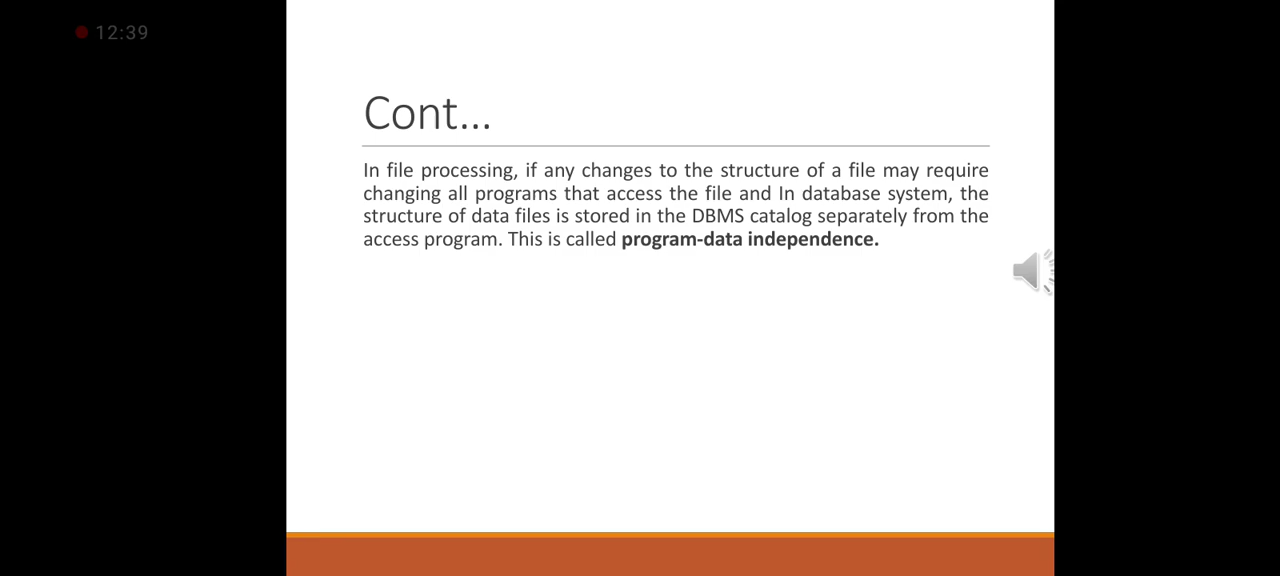 12:39
Cont...
In file processing, if any changes to the structure of a file may require
changing all programs that access the file and In database system, the
structure of data files is stored in the DBMS catalog separately from the
access program. This is called program-data independence.